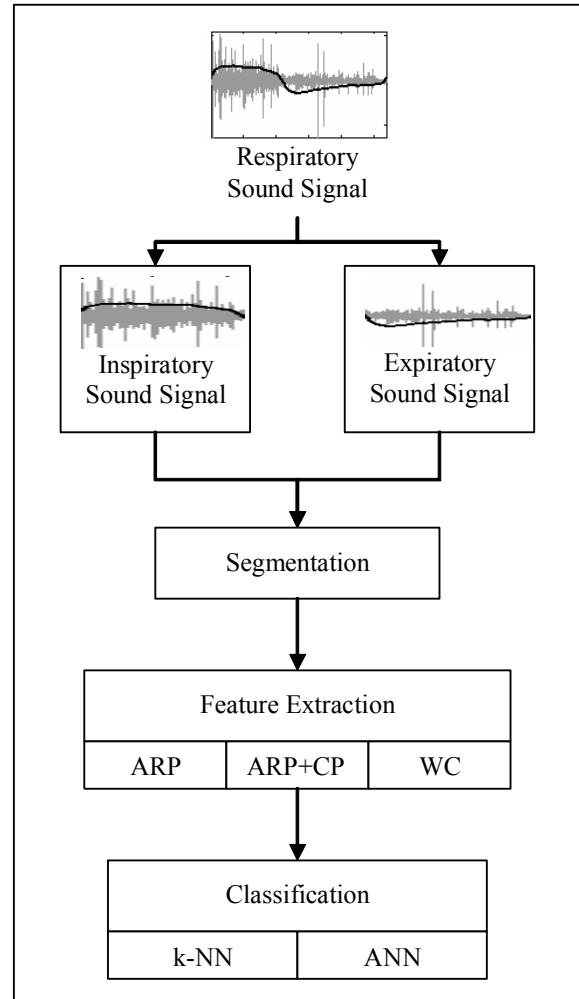 Respiratory
Sound Signal
Inspiratory
Sound Signal
Expiratory
Sound Signal
Segmentation
Feature Extraction
ARP
ARP+CP
WC
Classification
k-NN
ANN